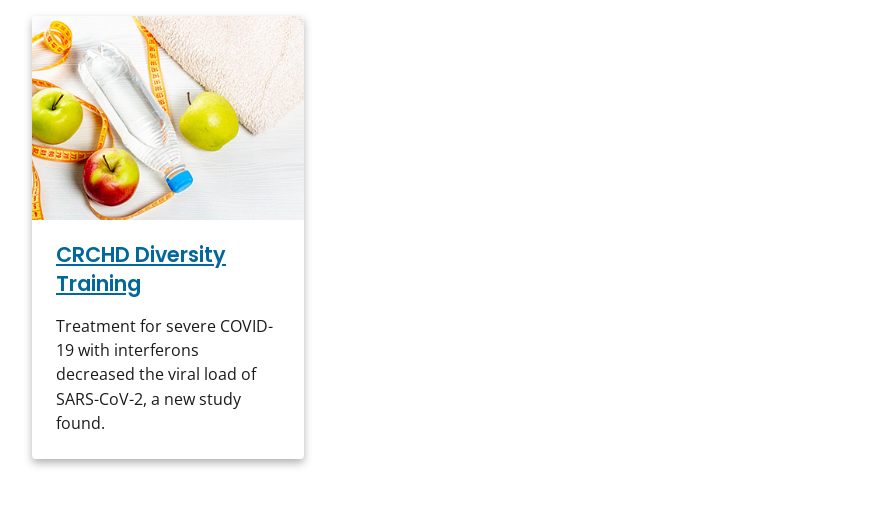 CRCHD Diversity
Training
Treatment for severe COVID-
19 with interferons
decreased the viral load of
SARS-CoV-2, a new study
found.